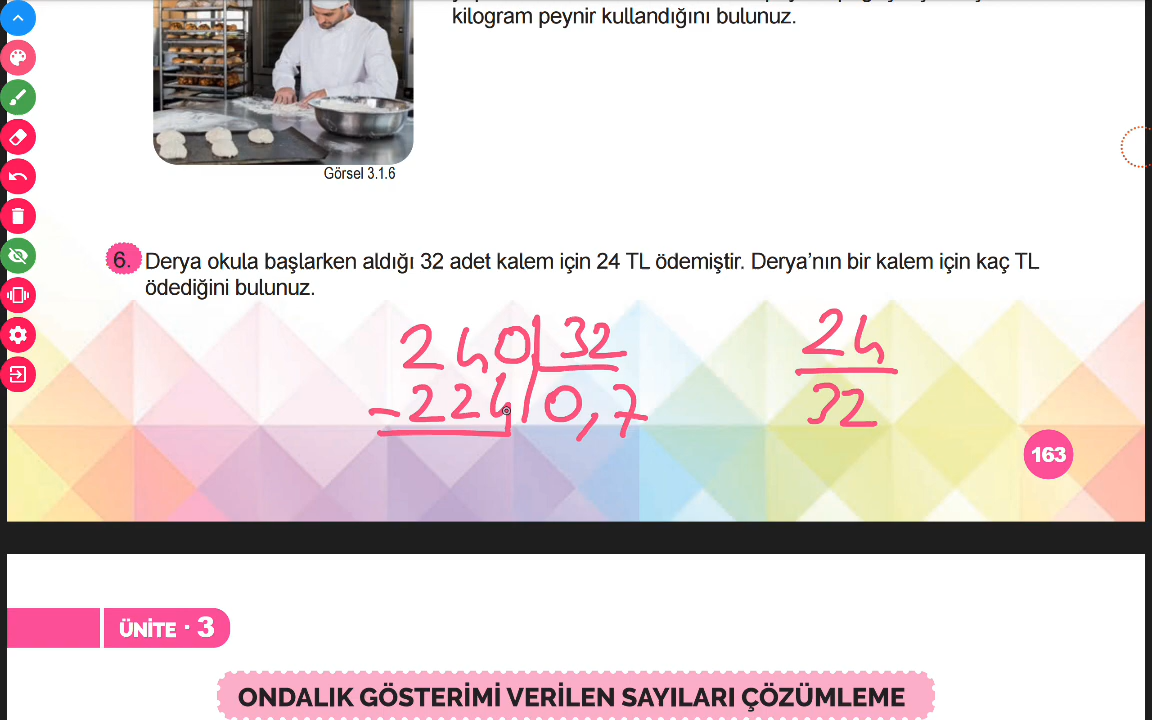 kilogram peynir kullandığını bulunuz.
Görsel 3.1.6
6. Derya okula başlarken aldığı 32 adet kalem için 24 TL ödemiştir. Derya’nın bir kalem için kaç TL
ödediğini bulunuz.
240 32
-224 0,7
24
32
163
ÜNİTE · 3
ONDALIK GÖSTERİMİ VERİLEN SAYILARI ÇÖZÜMLEME